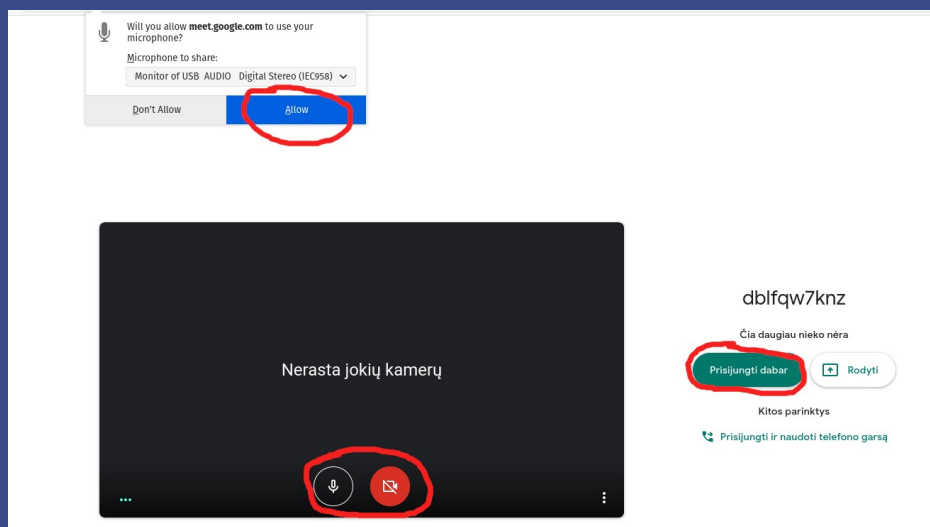 Will you allow meet.google.com to use your
microphone?
Microphone to share:
Monitor of USB AUDIO Digital Stereo (IEC958)
Don't Allow
Allow
Nerasta jokių kamerų
dblfqw7knz
Čia daugiau nieko nėra
Prisijungti dabar
Rodyti
Kitos parinktys
Prisijungti ir naudoti telefono garsą